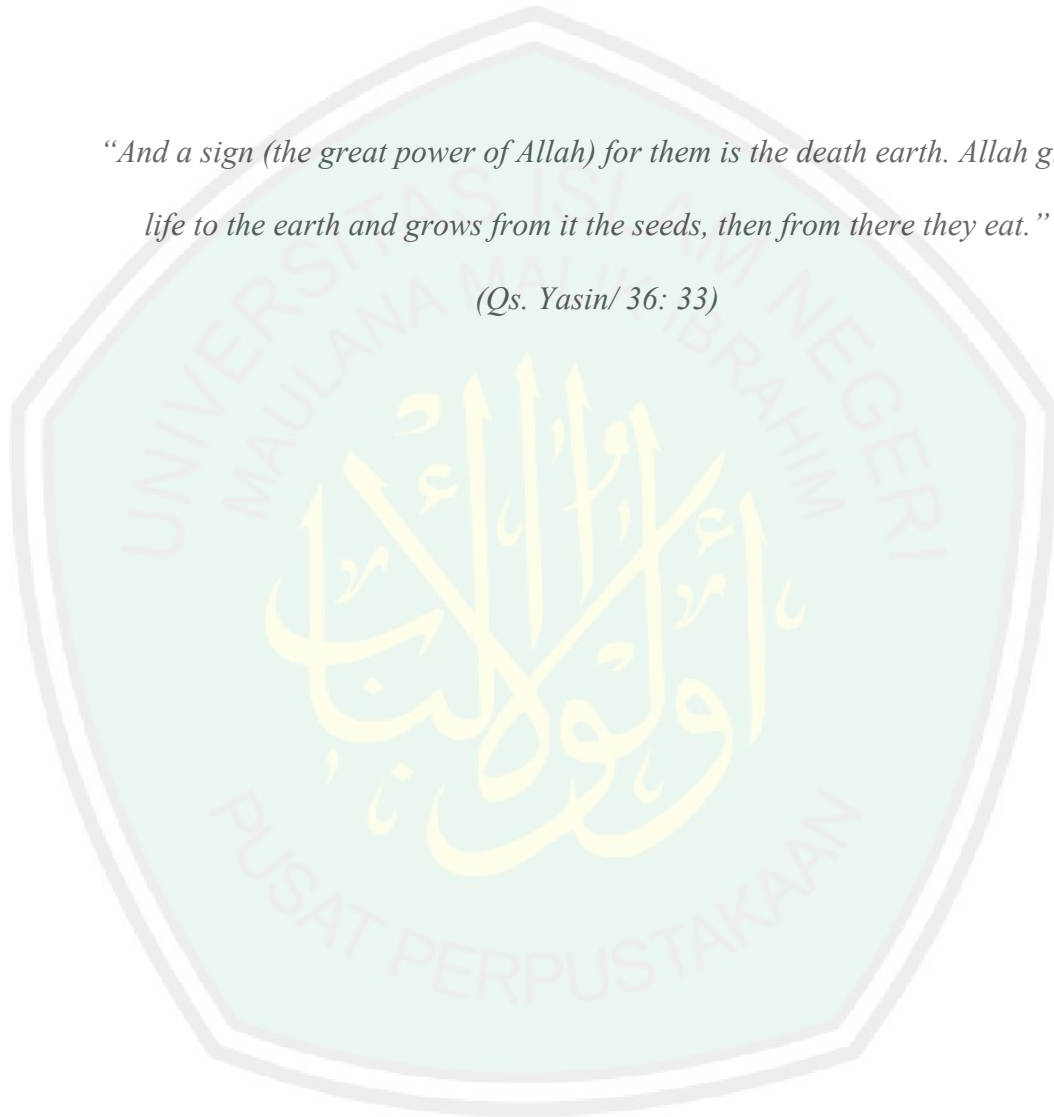 “And a sign (the great power of Allah) for them is the death earth. Allah g
life to the earth and grows from it the seeds, then from there they eat.”
(Qs. Yasin/ 36: 33)
UNIVERSITAS ISLAM NEGERI
MAULANA MALIK IBRAHIM
أولوا الألباب
PUSAT PERPUSTAKAAN